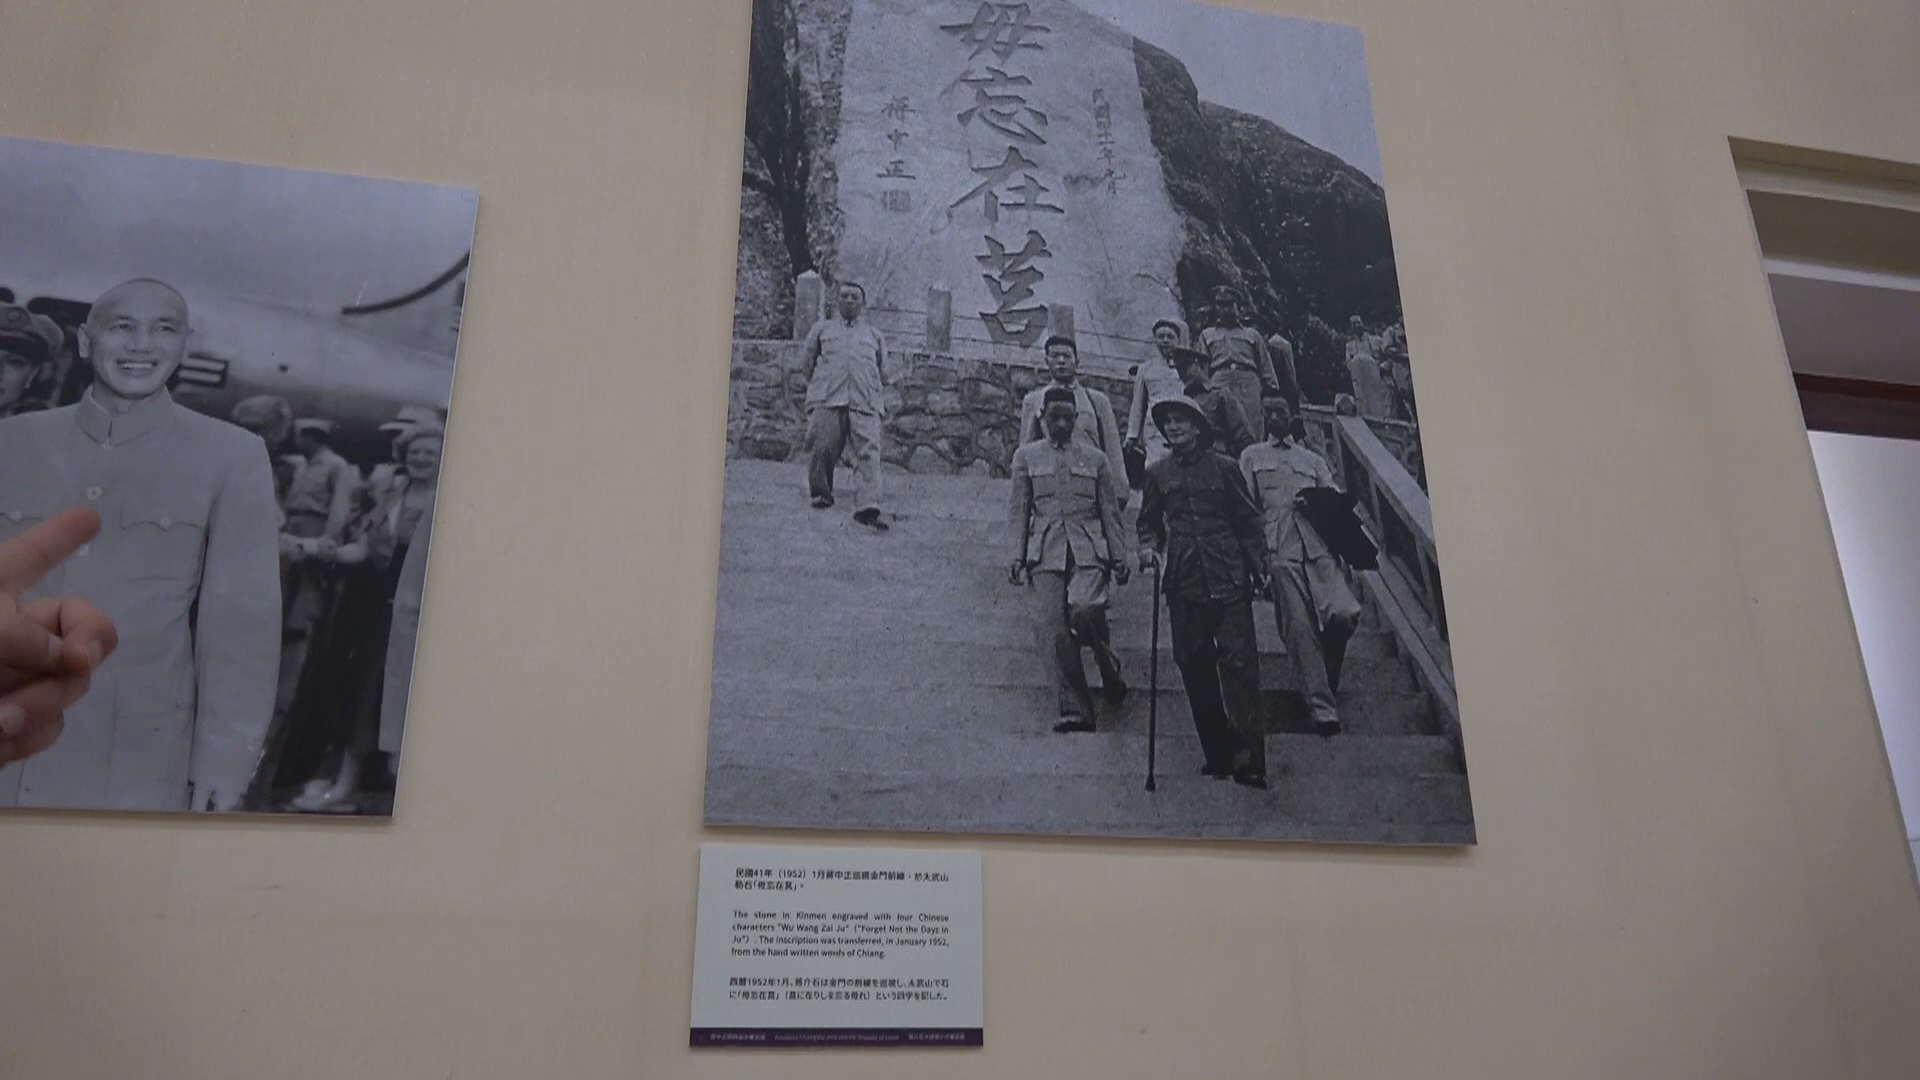 毋忘在莒
蔣中正
民國41年（1952）1月蔣中正巡視金門前線，於太武山
勒石「毋忘在莒」。
The stone in Kinmen engraved with four Chinese
characters "Wu Wang Zai Ju" ("Forget Not the Days in
Ju") . The inscription was transferred, in January 1952,
from the hand written words of Chiang.
西暦1952年1月、蔣介石は金門の前線を巡視し、太武山で石
に「毋忘在莒」（莒に在りしを忘る毋れ）という四字を記した。